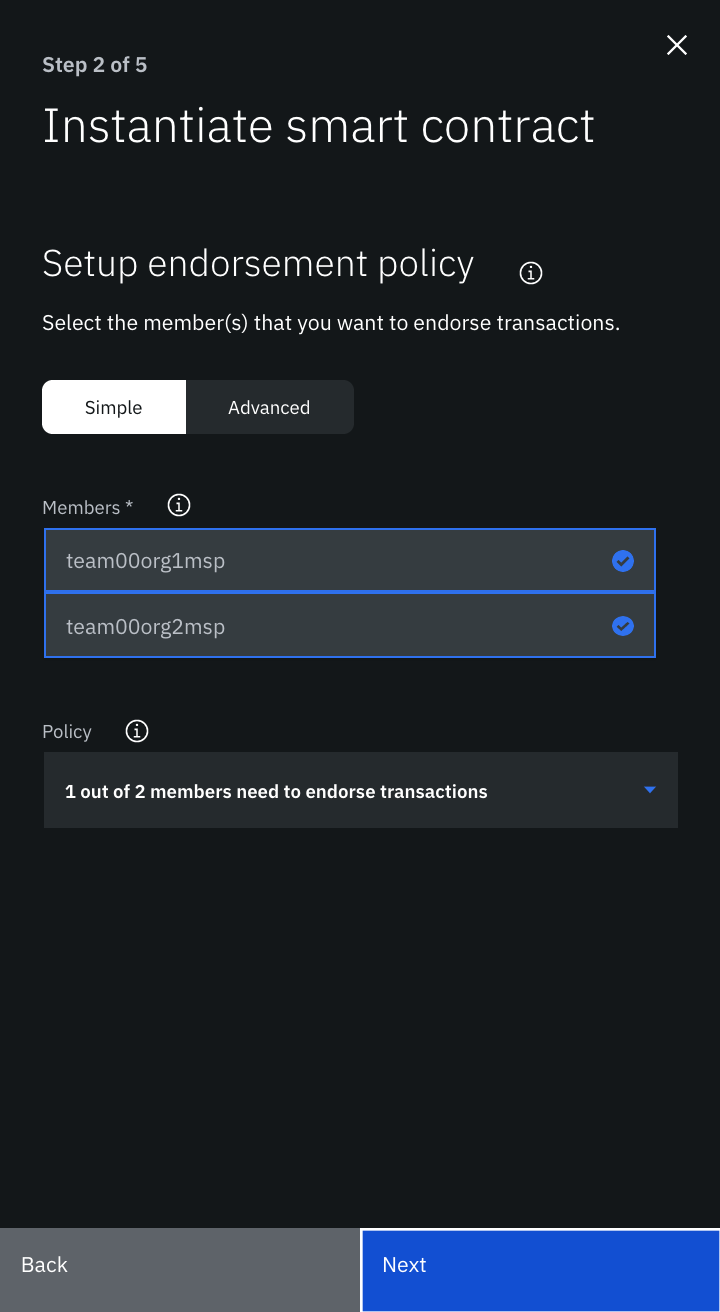 Step 2 of 5
Instantiate smart contract
Setup endorsement policy
Select the member(s) that you want to endorse transactions.
Simple Advanced
Members *
team00org1msp
team00org2msp
Policy
1 out of 2 members need to endorse transactions
Back Next